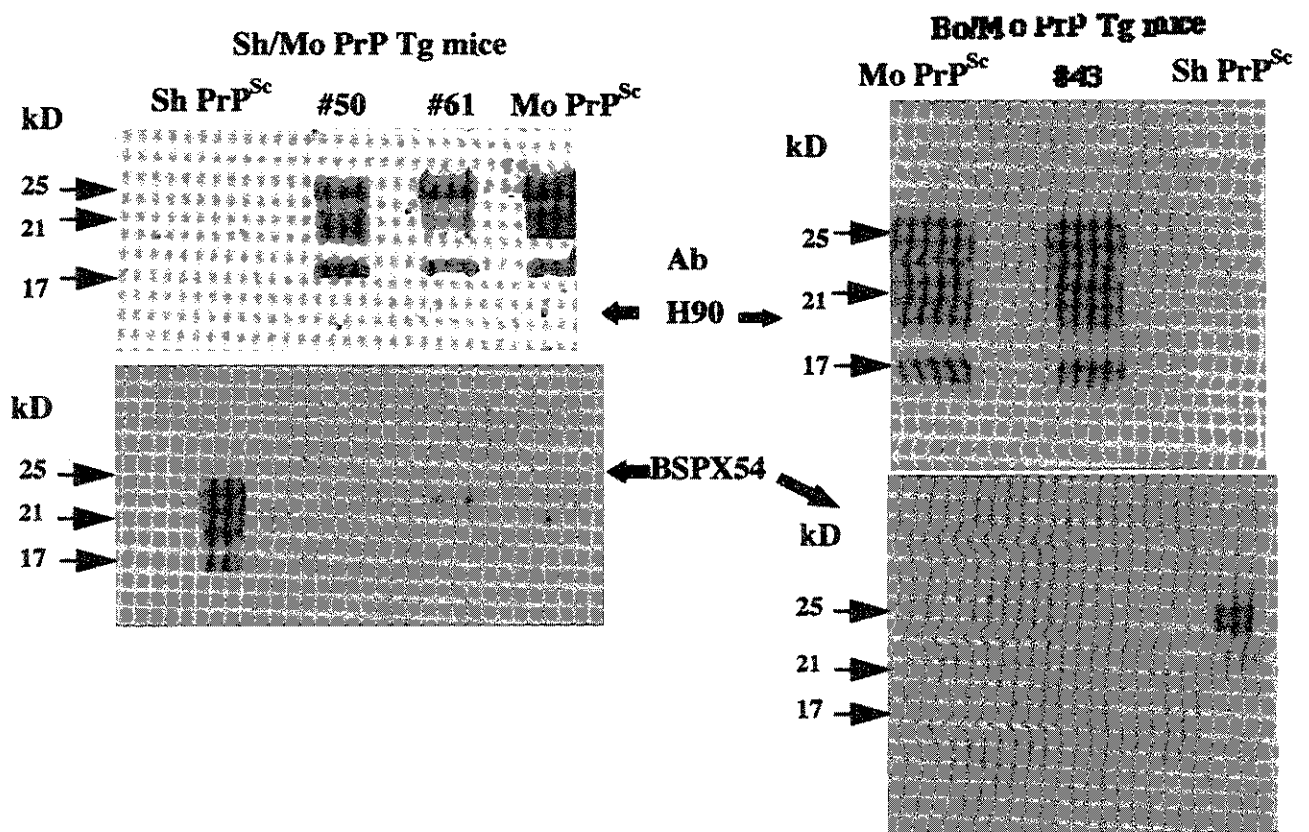 Sh/Mo PrP Tg mice
Sh PrP^Sc #50 #61 Mo PrP^Sc
kD
25
21
17
kD
25
21
17
Ab
H90
BSPX54
Bo/Mo PrP Tg mice
Mo PrP^Sc #43 Sh PrP^Sc
kD
25
21
17
kD
25
21
17